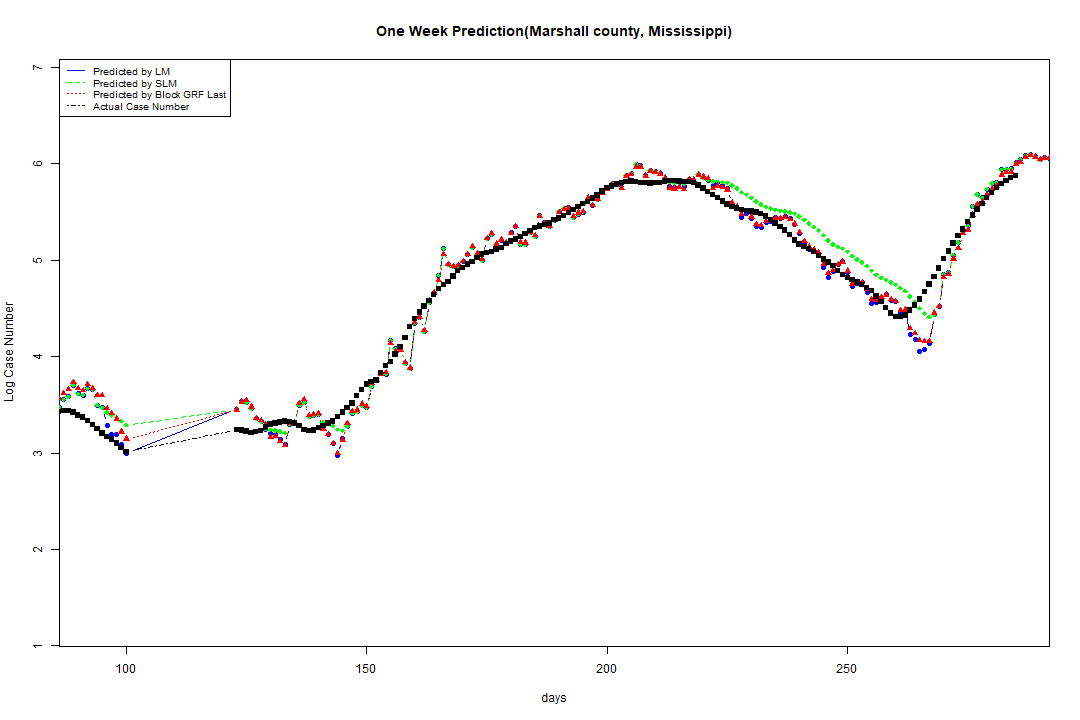 One Week Prediction(Marshall county, Mississippi)
Predicted by LM
Predicted by SLM
Predicted by Block GRF Last
Actual Case Number
7
6
5
4
3
2
1
Log Case Number
100 150 200 250
days